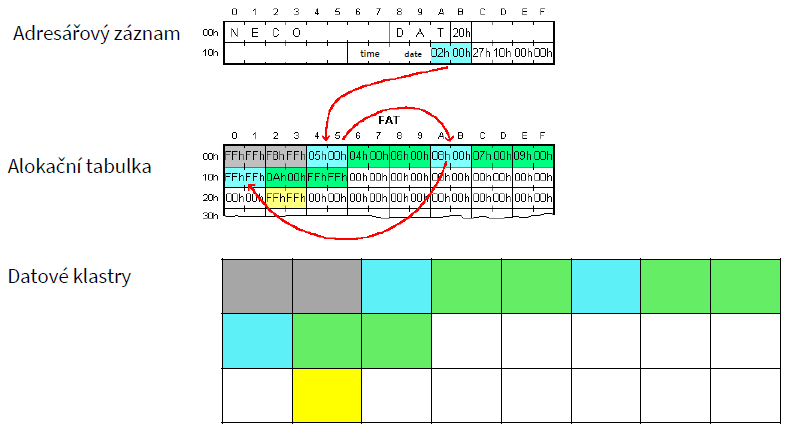 Adresářový záznam
0 1 2 3 4 5 6 7 8 9 A B C D E F
00h N E C O D A T 20h
10h time date 02h 00h 27h 10h 00h 00h
FAT
0 1 2 3 4 5 6 7 8 9 A B C D E F
Alokační tabulka
00h FFh FFh F8h FFh 05h 00h 04h 00h 06h 00h 08h 00h 07h 00h 09h 00h
10h FFh FFh 0Ah 00h FFh FFh 00h 00h 00h 00h 00h 00h 00h 00h 00h 00h
20h 00h 00h FFh FFh 00h 00h 00h 00h 00h 00h 00h 00h 00h 00h 00h 00h
30h
Datové klastry